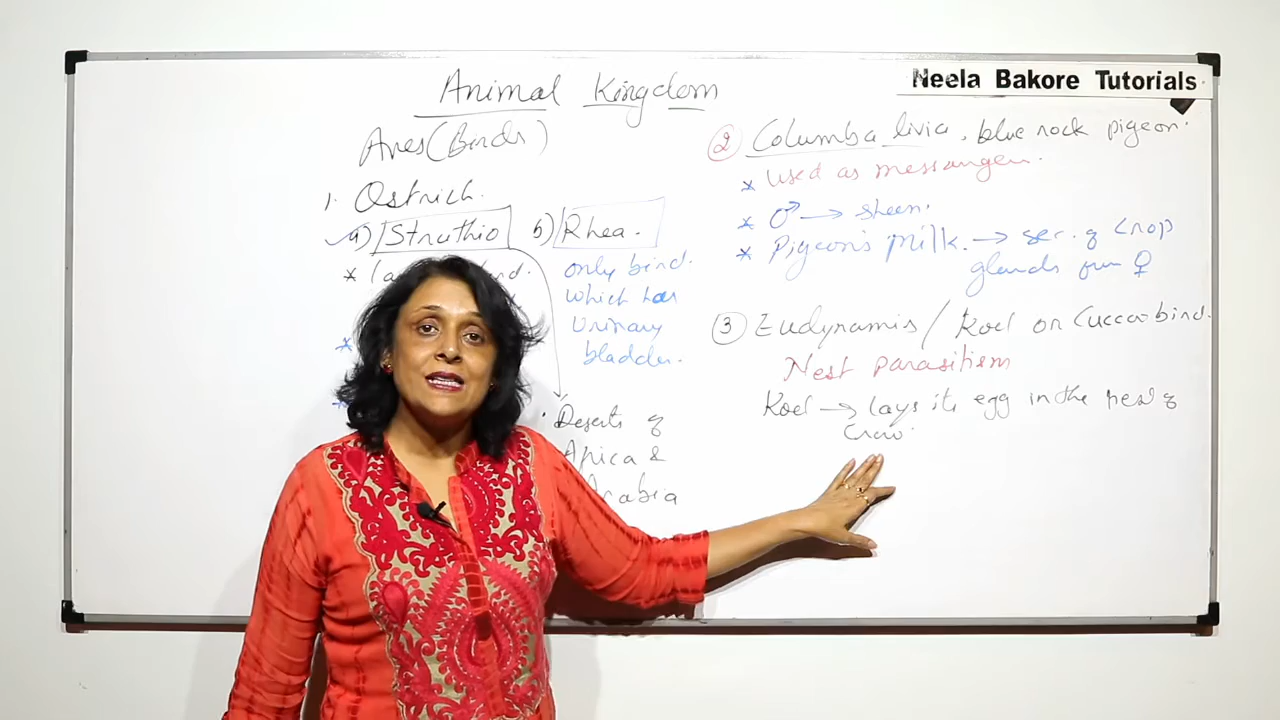 Animal Kingdom
Neela Bakore Tutorials
Aves (Birds)
1. Ostrich.
a) Struthio b) Rhea.
only bird.
which has
Urinary
bladder.
Deserts of
Africa &
Arabia
② Columba livia, blue rock pigeon.
* Used as messanger.
* ♂ → sheen.
* Pigeon's milk. → sec. of Crop
glands from ♀
③ Eudynamis / Koel or Cuccoo bird.
Nest parasitism
Koel → lays its egg in the nest of
Crow.